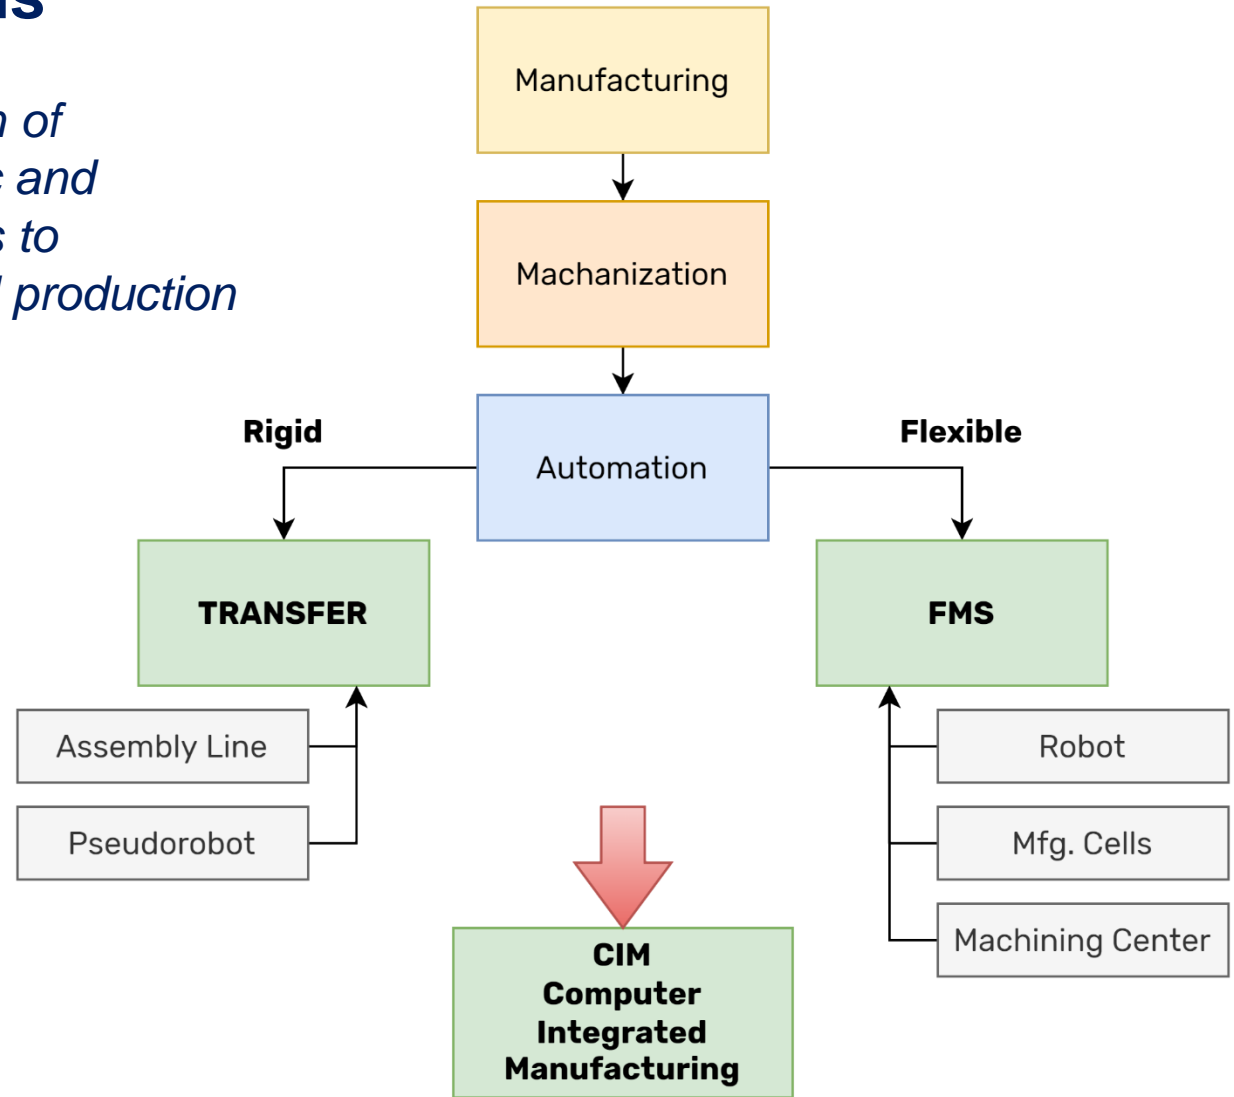 of
and
to
production
Manufacturing
Machanization
Rigid
Automation
Flexible
TRANSFER
FMS
Assembly Line
Pseudorobot
Robot
Mfg. Cells
Machining Center
CIM
Computer
Integrated
Manufacturing